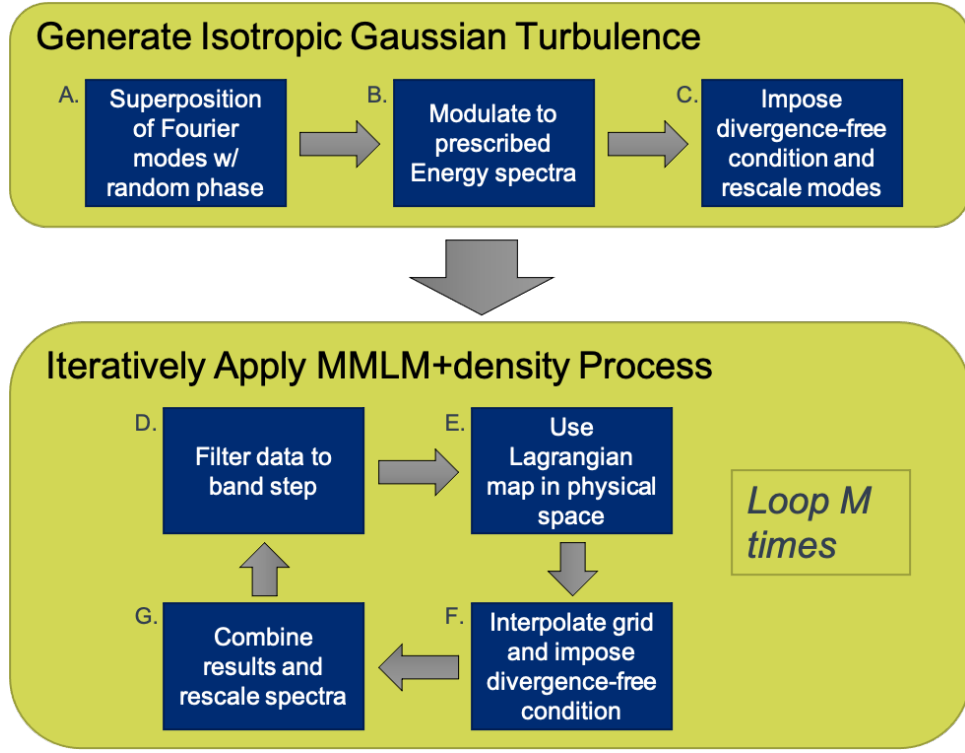 Generate Isotropic Gaussian Turbulence
A.
Superposition
of Fourier
modes w/
random phase
B.
Modulate to
prescribed
Energy spectra
C.
Impose
divergence-free
condition and
rescale modes
Iteratively Apply MMLM+density Process
D.
Filter data to
band step
E.
Use
Lagrangian
map in physical
space
Loop M
times
G.
Combine
results and
rescale spectra
F.
Interpolate grid
and impose
divergence-free
condition